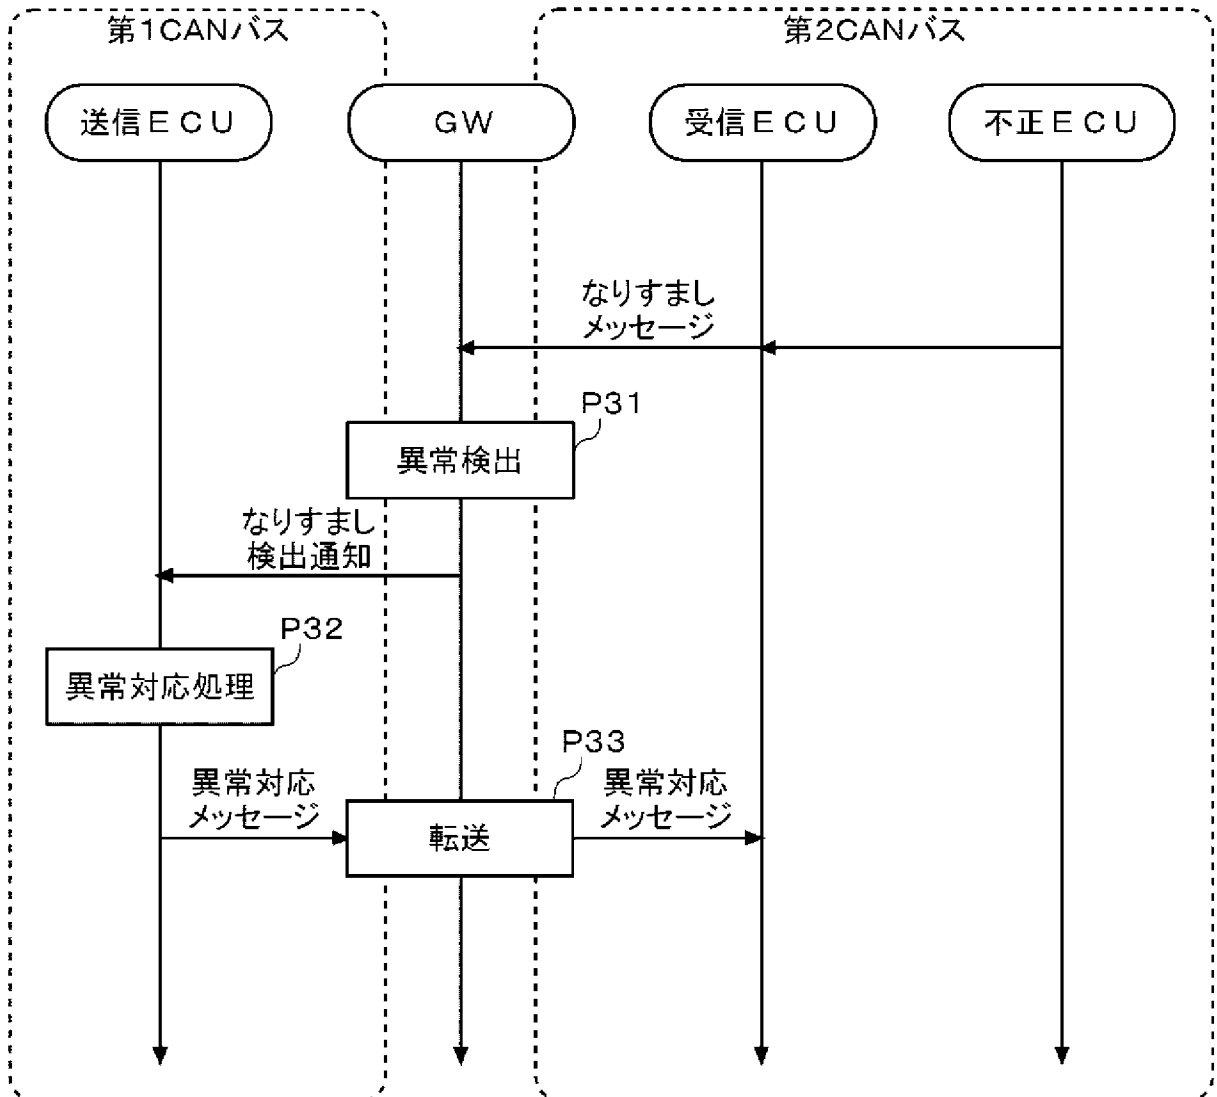 第1CANバス
第2CANバス
送信ECU
GW
受信ECU
不正ECU
なりすまし
メッセージ
P31
異常検出
なりすまし
検出通知
P32
異常対応処理
P33
異常対応
メッセージ
転送
異常対応
メッセージ